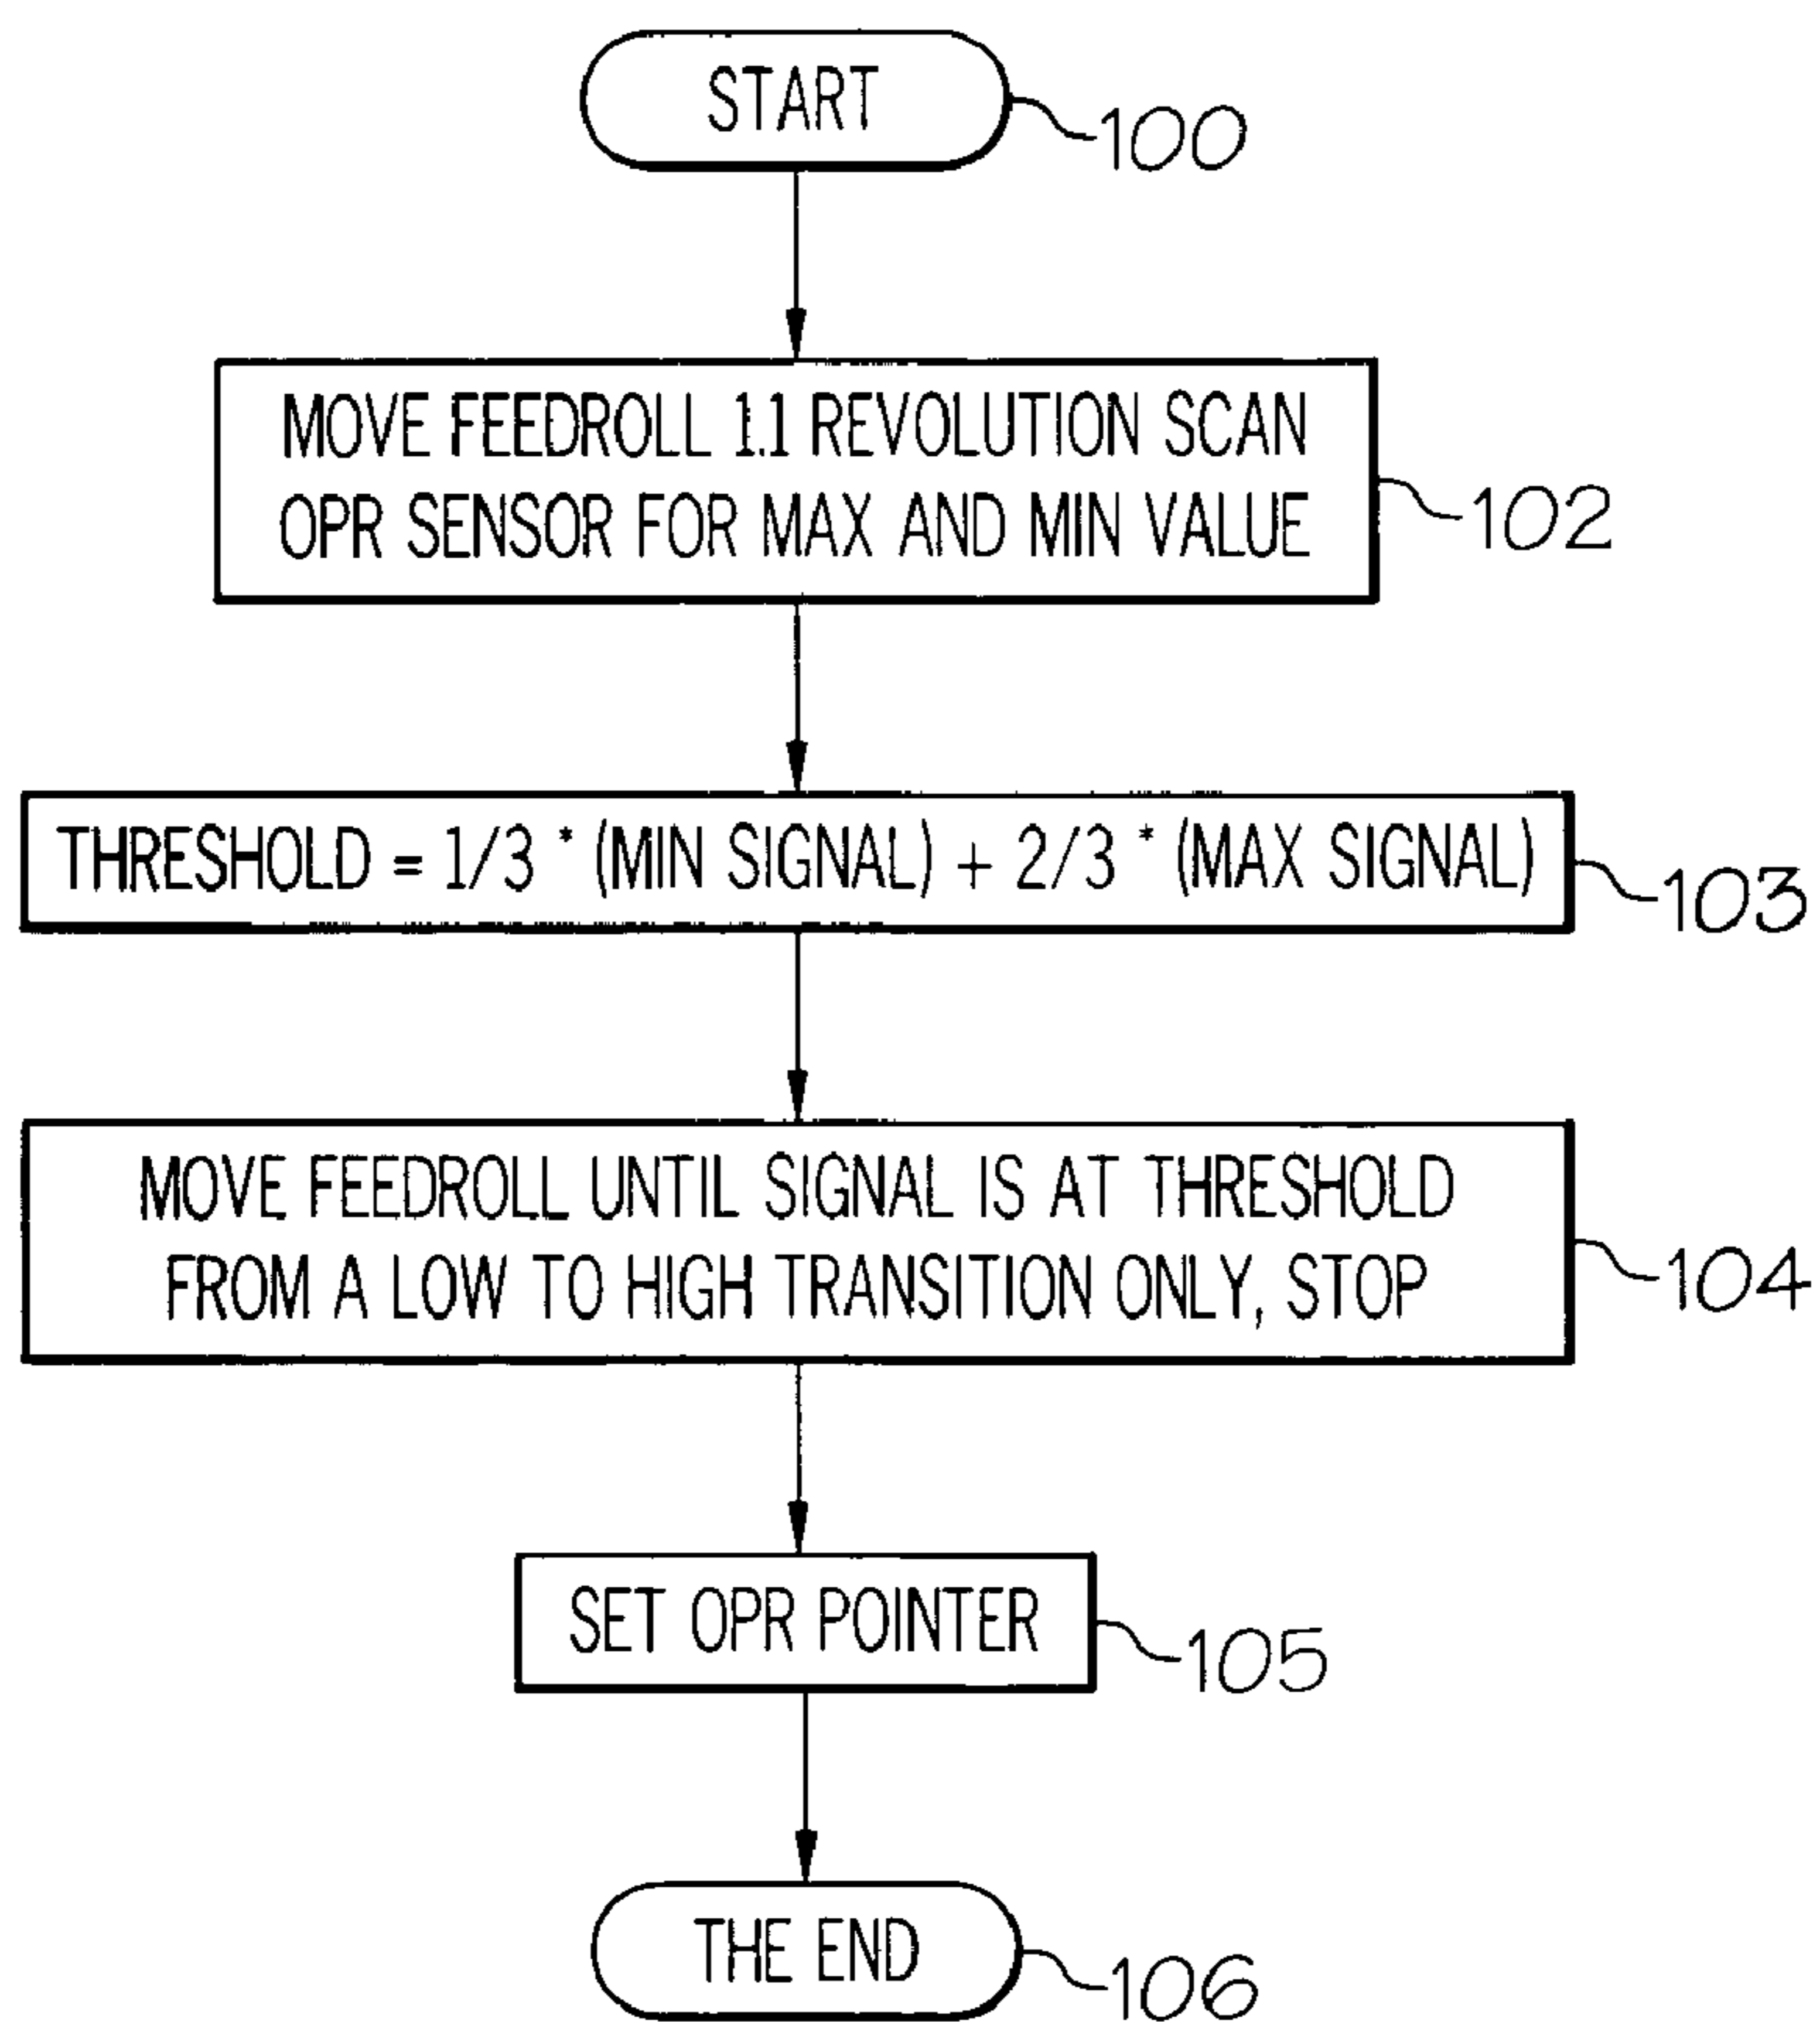 START
100
MOVE FEEDROLL 1.1 REVOLUTION SCAN
OPR SENSOR FOR MAX AND MIN VALUE
102
THRESHOLD = 1/3 * (MIN SIGNAL) + 2/3 * (MAX SIGNAL)
103
MOVE FEEDROLL UNTIL SIGNAL IS AT THRESHOLD
FROM A LOW TO HIGH TRANSITION ONLY, STOP
104
SET OPR POINTER
105
THE END
106